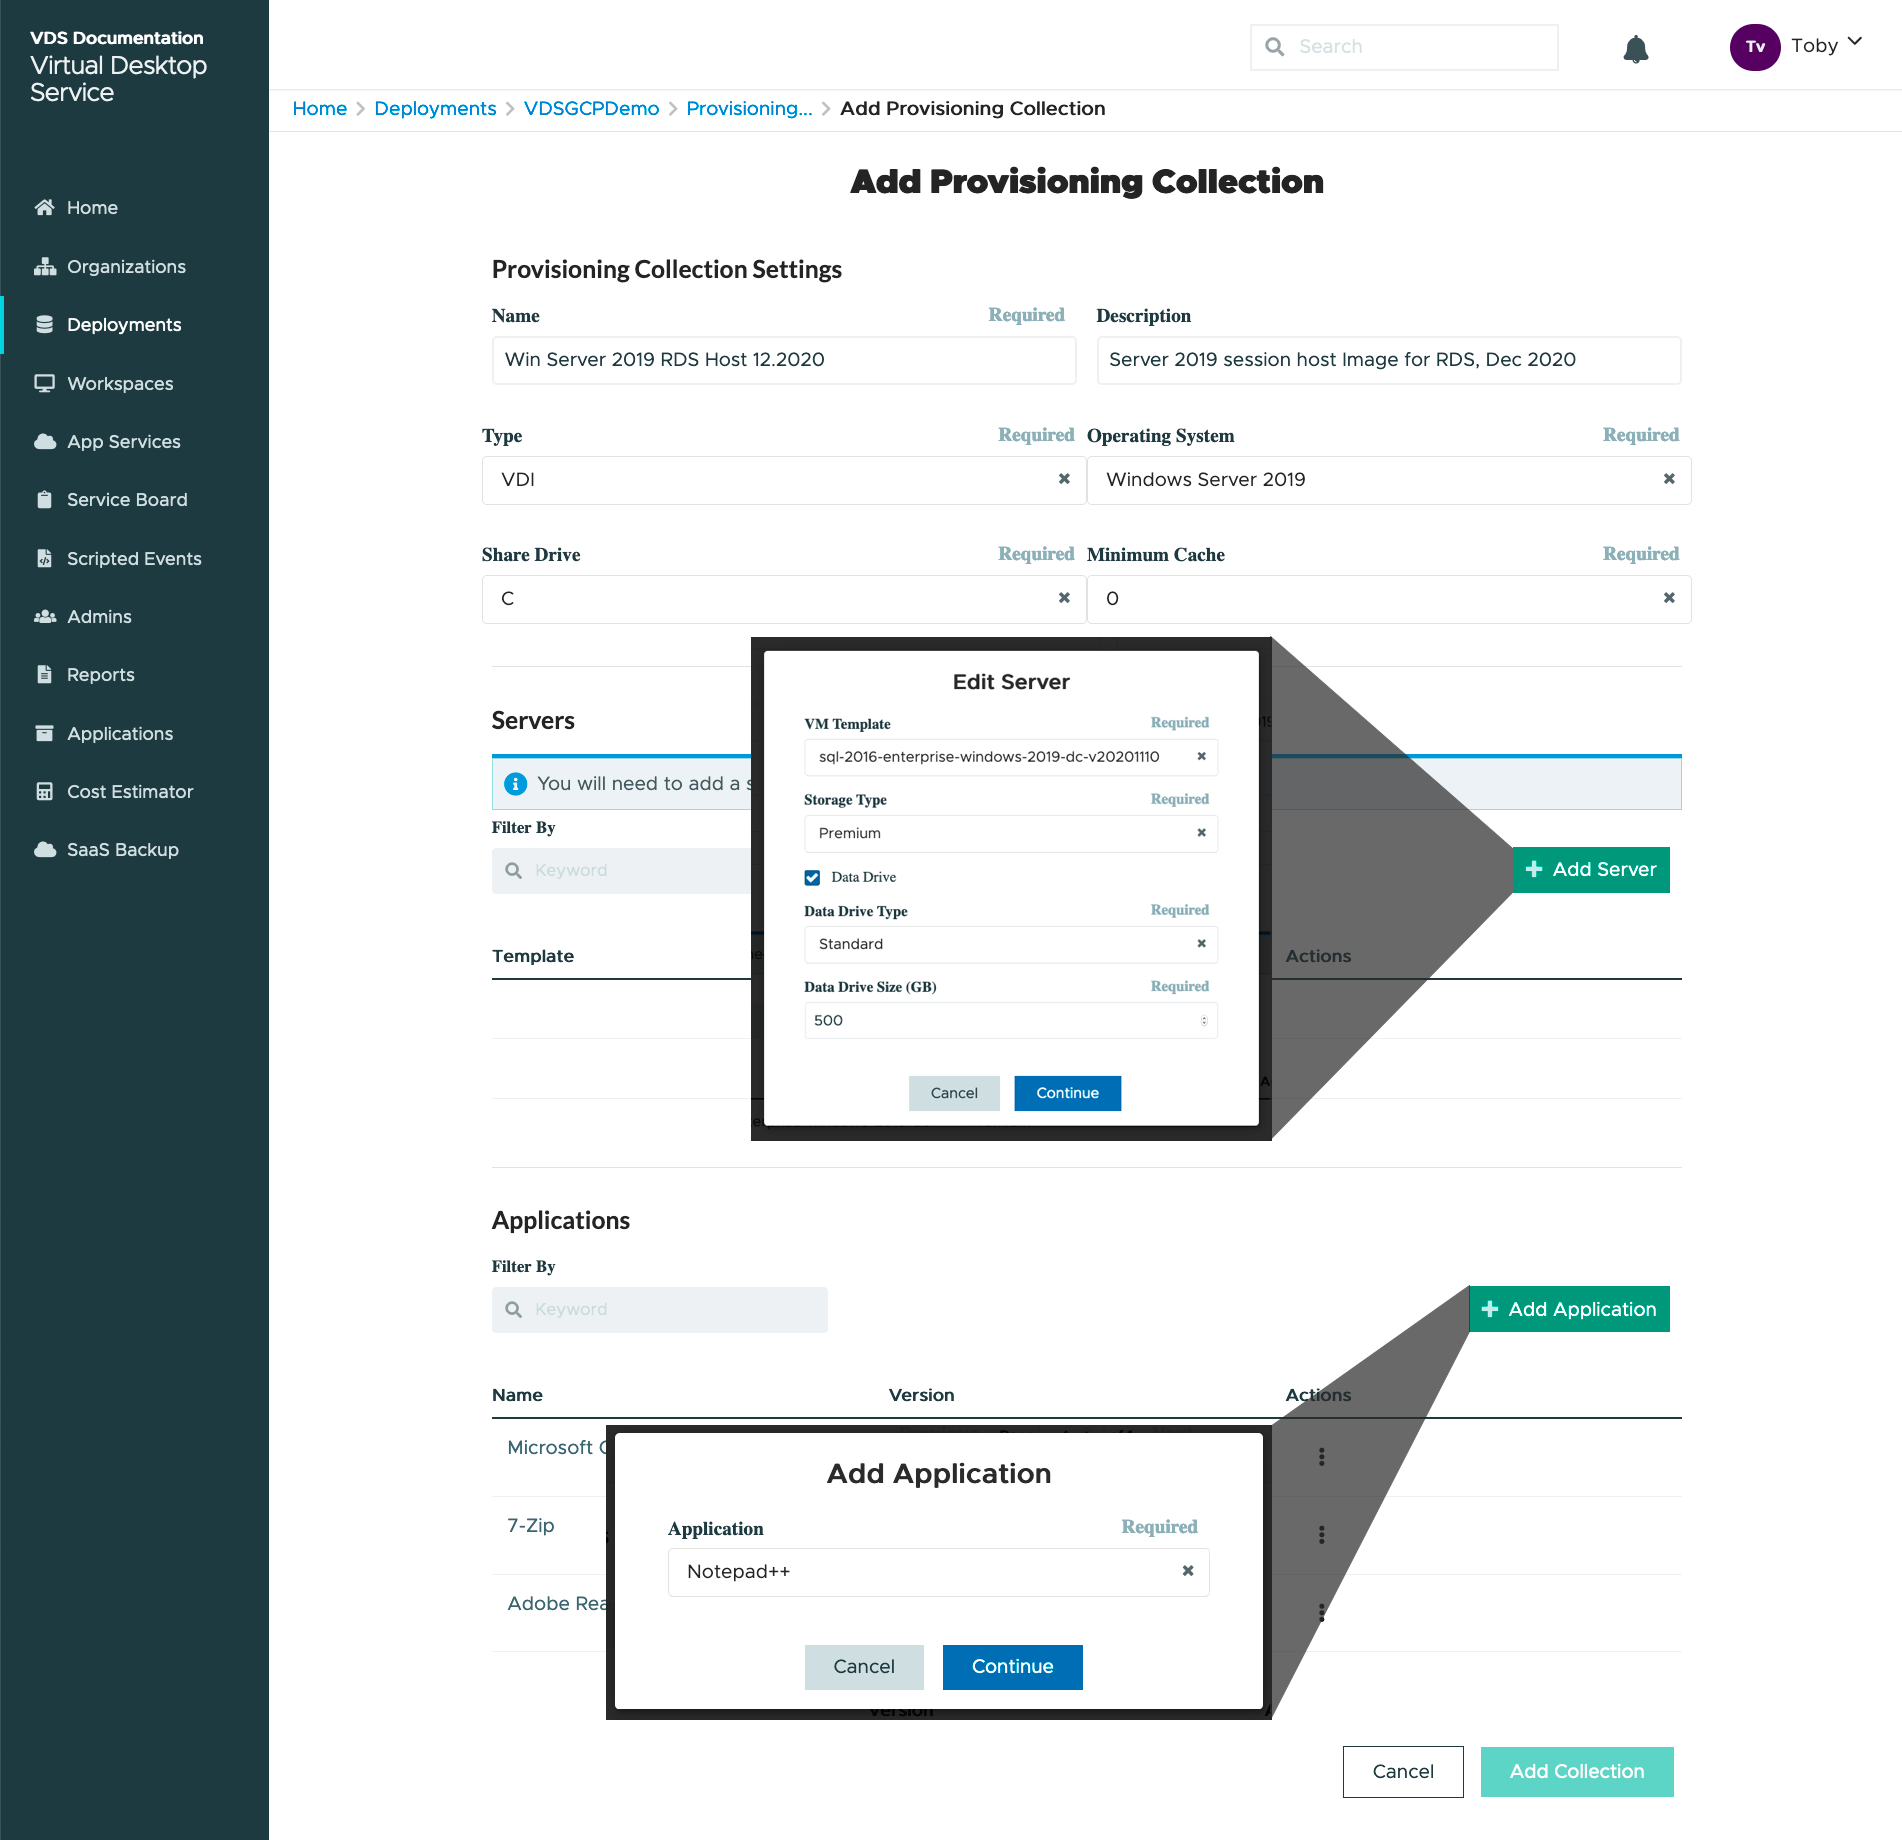 VDS Documentation
Virtual Desktop
Service
Search
Tv
Toby
Home
Organizations
Deployments
Workspaces
App Services
Service Board
Scripted Events
Admins
Reports
Applications
Cost Estimator
SaaS Backup
Home > Deployments > VDSGCPDemo > Provisioning... > Add Provisioning Collection
Add Provisioning Collection
Provisioning Collection Settings
Name Required Description
Win Server 2019 RDS Host 12.2020 Server 2019 session host Image for RDS, Dec 2020
Type Required Operating System Required
VDI Windows Server 2019
Share Drive Required Minimum Cache Required
C 0
Servers
You will need to add a s
Filter By
Keyword
+ Add Server
Template Actions
Edit Server
VM Template Required
sql-2016-enterprise-windows-2019-dc-v20201110
Storage Type Required
Premium
Data Drive
Data Drive Type Required
Standard
Data Drive Size (GB) Required
500
Cancel Continue
Applications
Filter By
Keyword
+ Add Application
Name Version Actions
Microsoft
7-Zip
Adobe Rea
Add Application
Application Required
Notepad++
Cancel Continue
Version
Cancel Add Collection